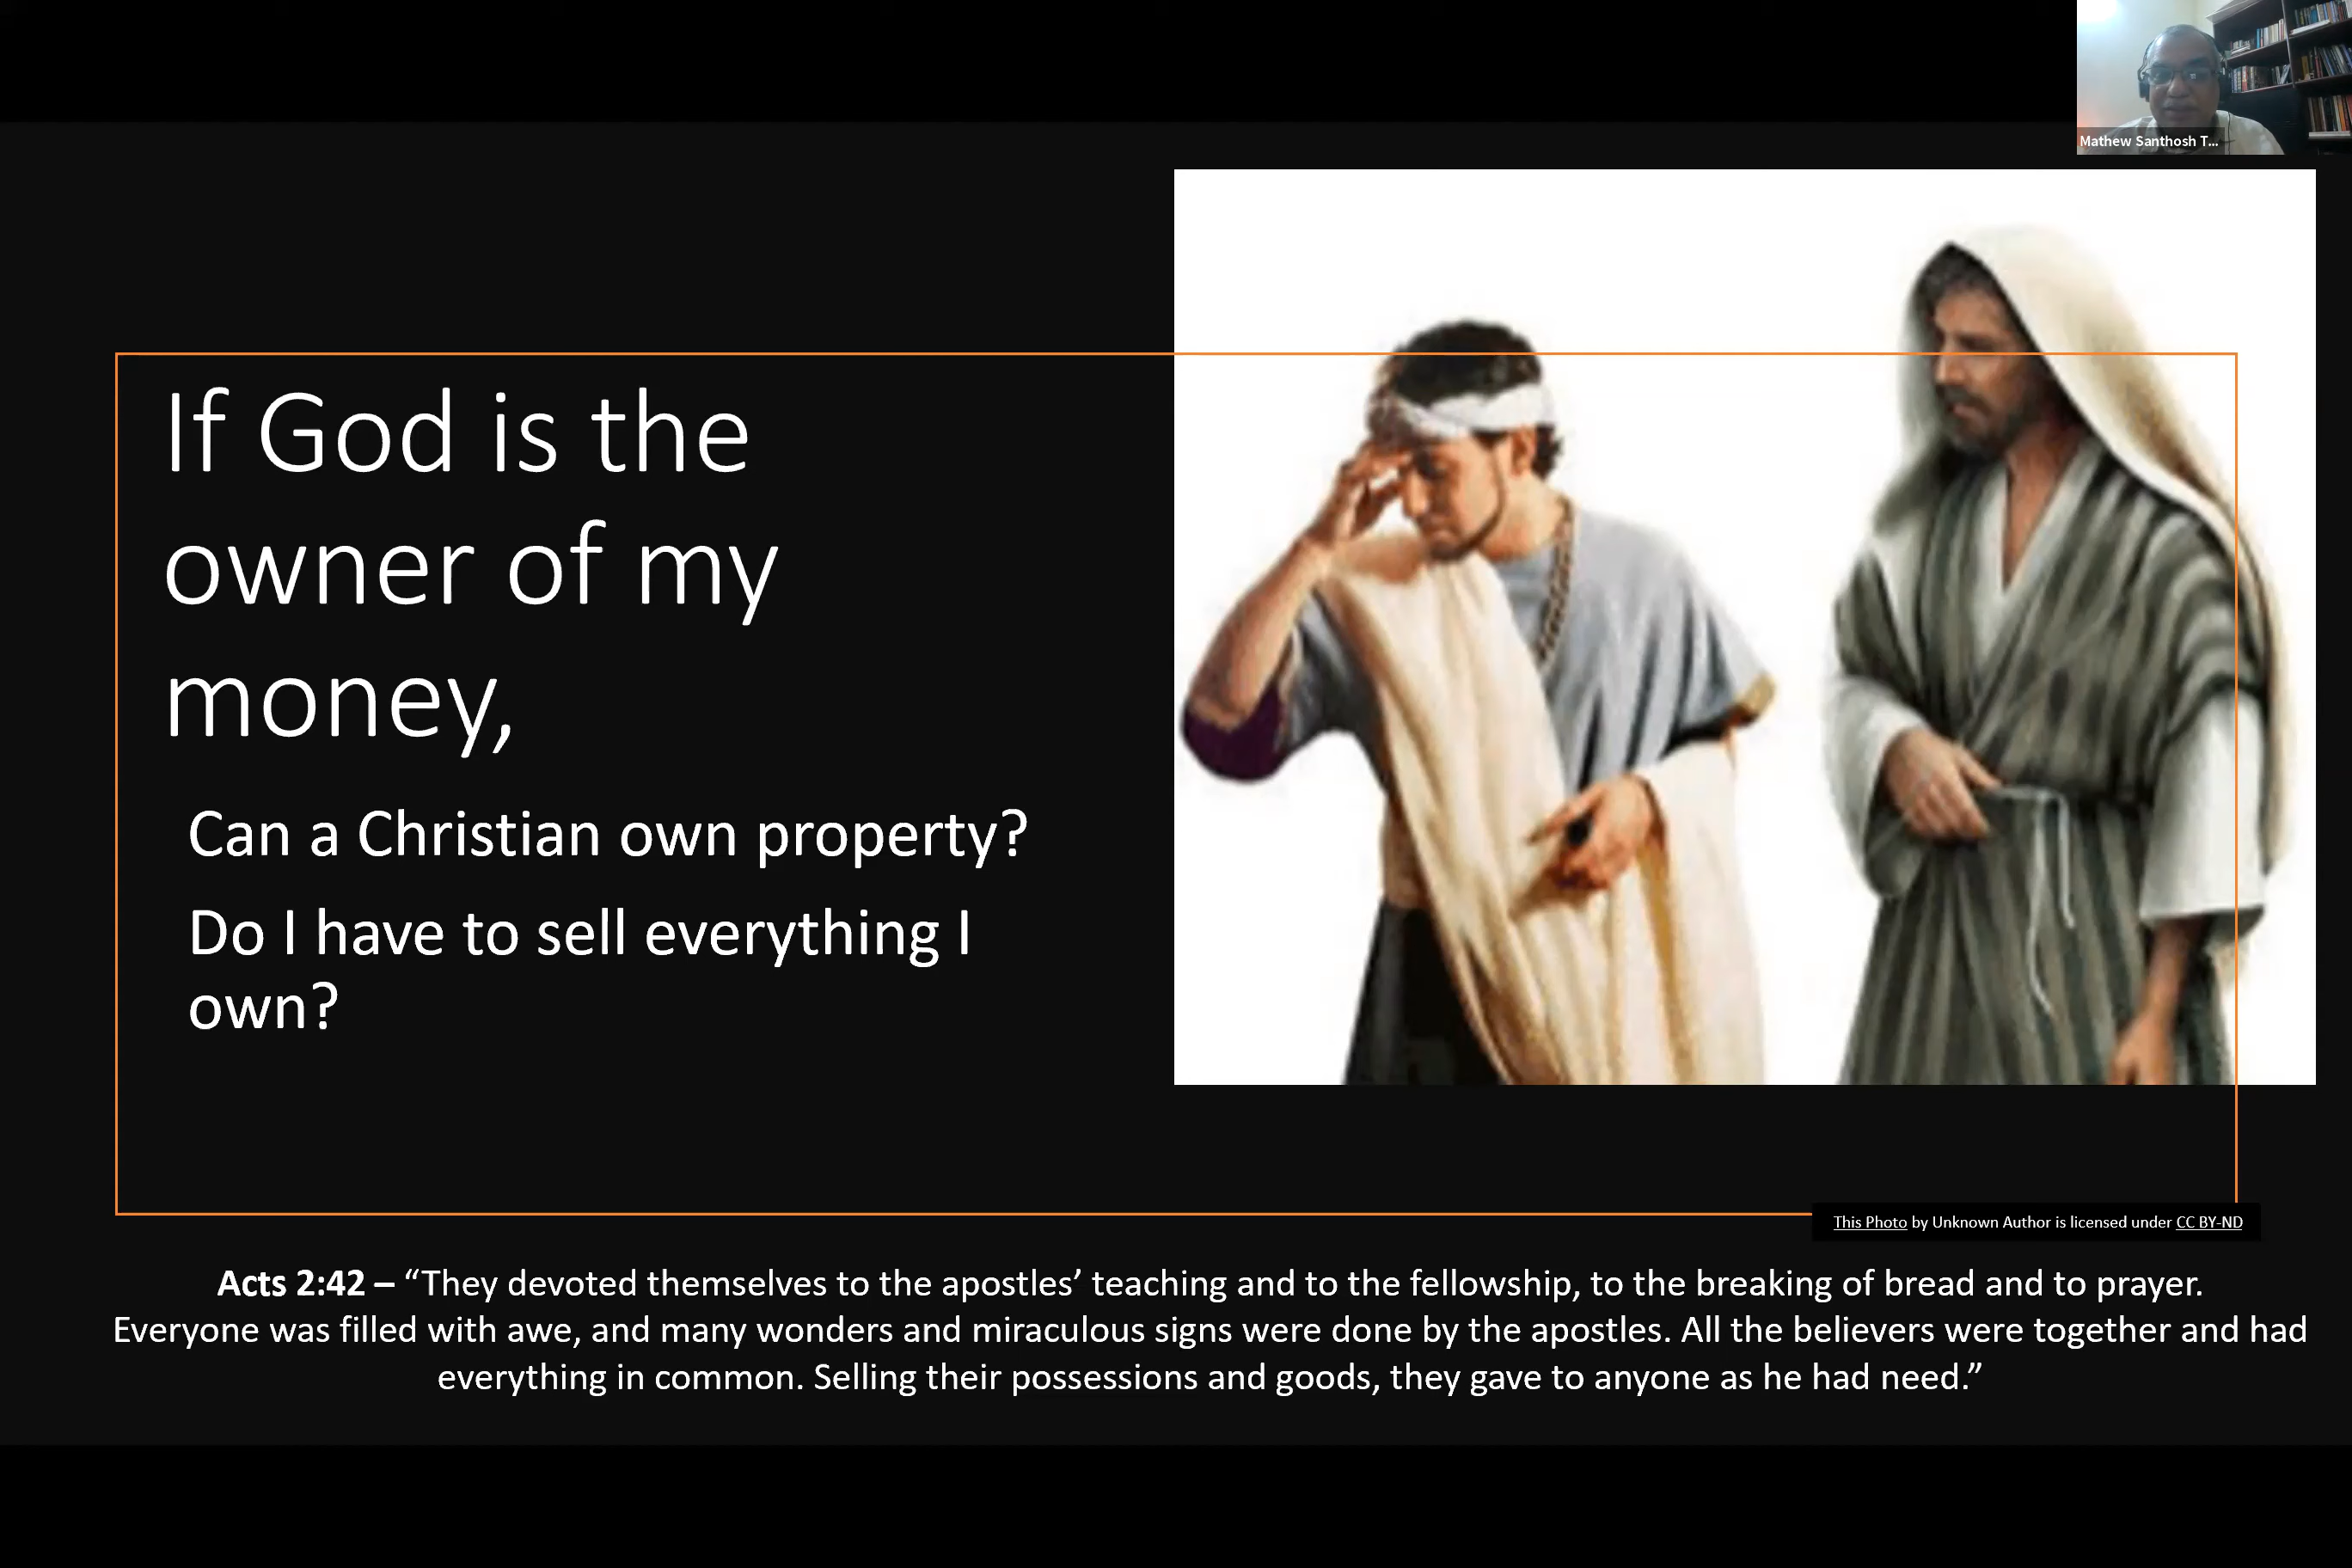 Mathew Santhosh T...
If God is the
owner of my
money,
Can a Christian own property?
Do I have to sell everything I
own?
This Photo by Unknown Author is licensed under CC BY-ND
Acts 2:42 – “They devoted themselves to the apostles’ teaching and to the fellowship, to the breaking of bread and to prayer.
Everyone was filled with awe, and many wonders and miraculous signs were done by the apostles. All the believers were together and had
everything in common. Selling their possessions and goods, they gave to anyone as he had need.”